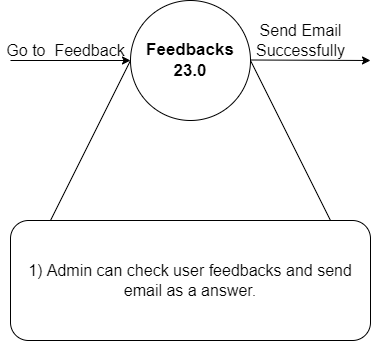 Send Email
Go to  Feedback
Feedbacks
Successfully
23.0
1) Admin can check user feedbacks and send
email as a answer.